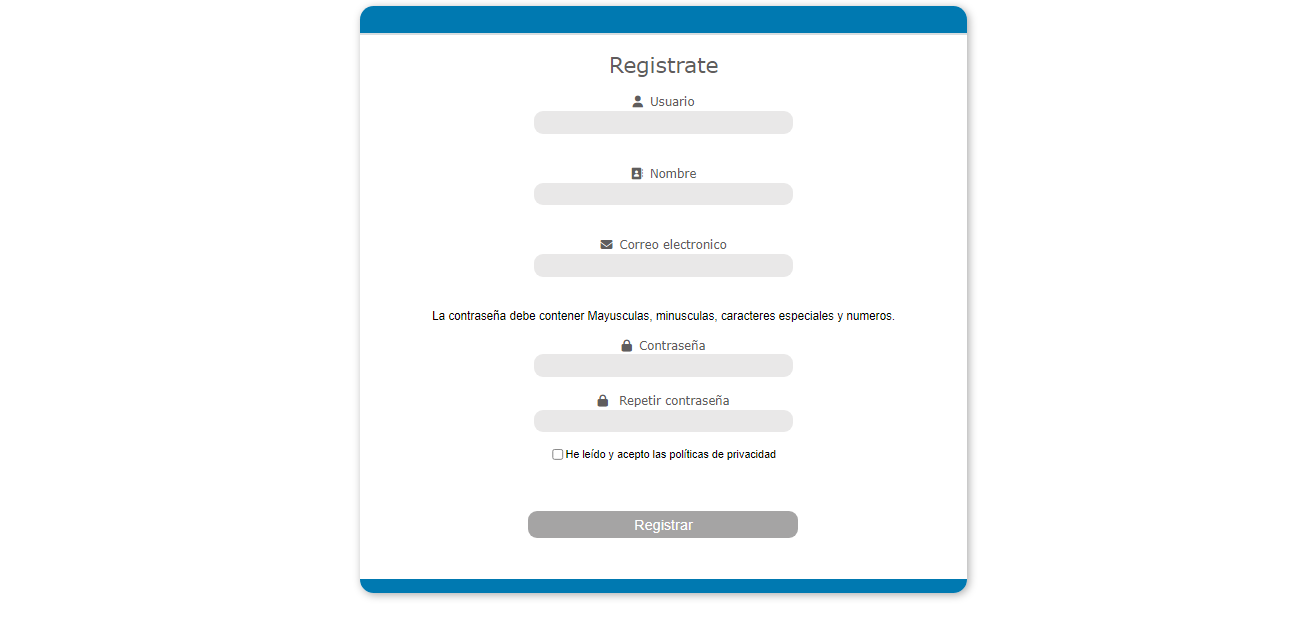 Registrate
Usuario
Nombre
Correo electronico
La contraseña debe contener Mayusculas, minusculas, caracteres especiales y numeros.
Contraseña
Repetir contraseña
He leído y acepto las políticas de privacidad
Registrar